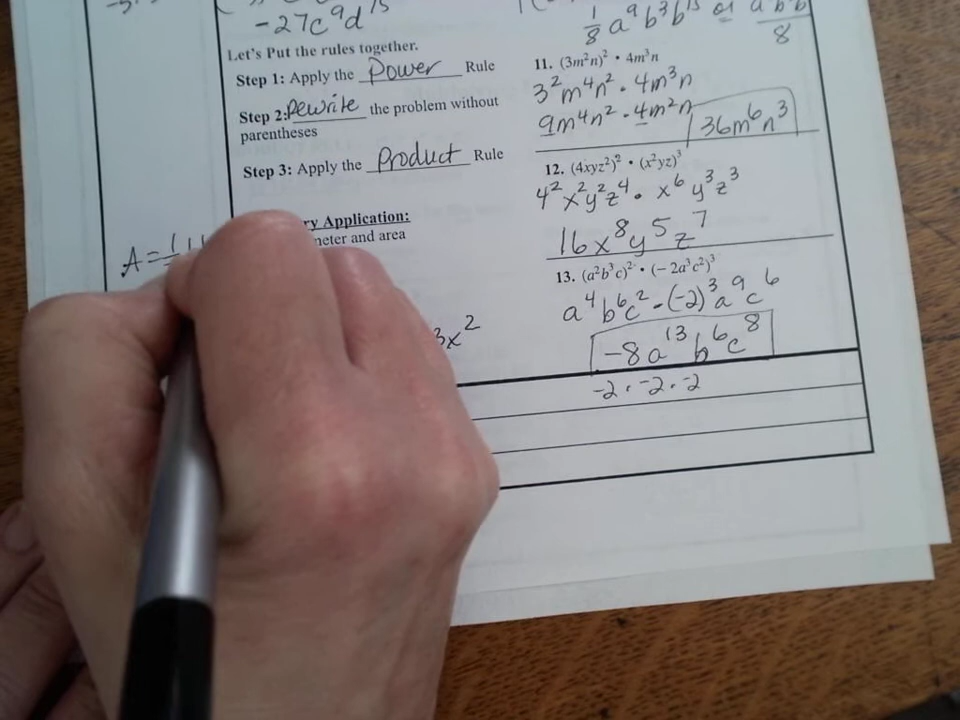 -27c⁹d¹⁵
1/8 a⁹b³b¹⁵ or
8
Let's Put the rules together.
Step 1: Apply the Power Rule
Step 2: Rewrite the problem without
parentheses
Step 3: Apply the Product Rule
ry Application:
meter and area
A =
3x²
11. (3m²n)² • 4m³n
3²m⁴n² · 4m³n
9m⁴n² · 4m²n
36m⁶n³
12. (4xyz²)² • (x²yz)³
4²x²y²z⁴ · x⁶y³z³
16x⁸y⁵z⁷
13. (a²b³c)² • (- 2a³c²)³
a⁴b⁶c² - (-2)³a⁹c⁶
-8a¹³b⁶c⁸
-2 · -2 · -2